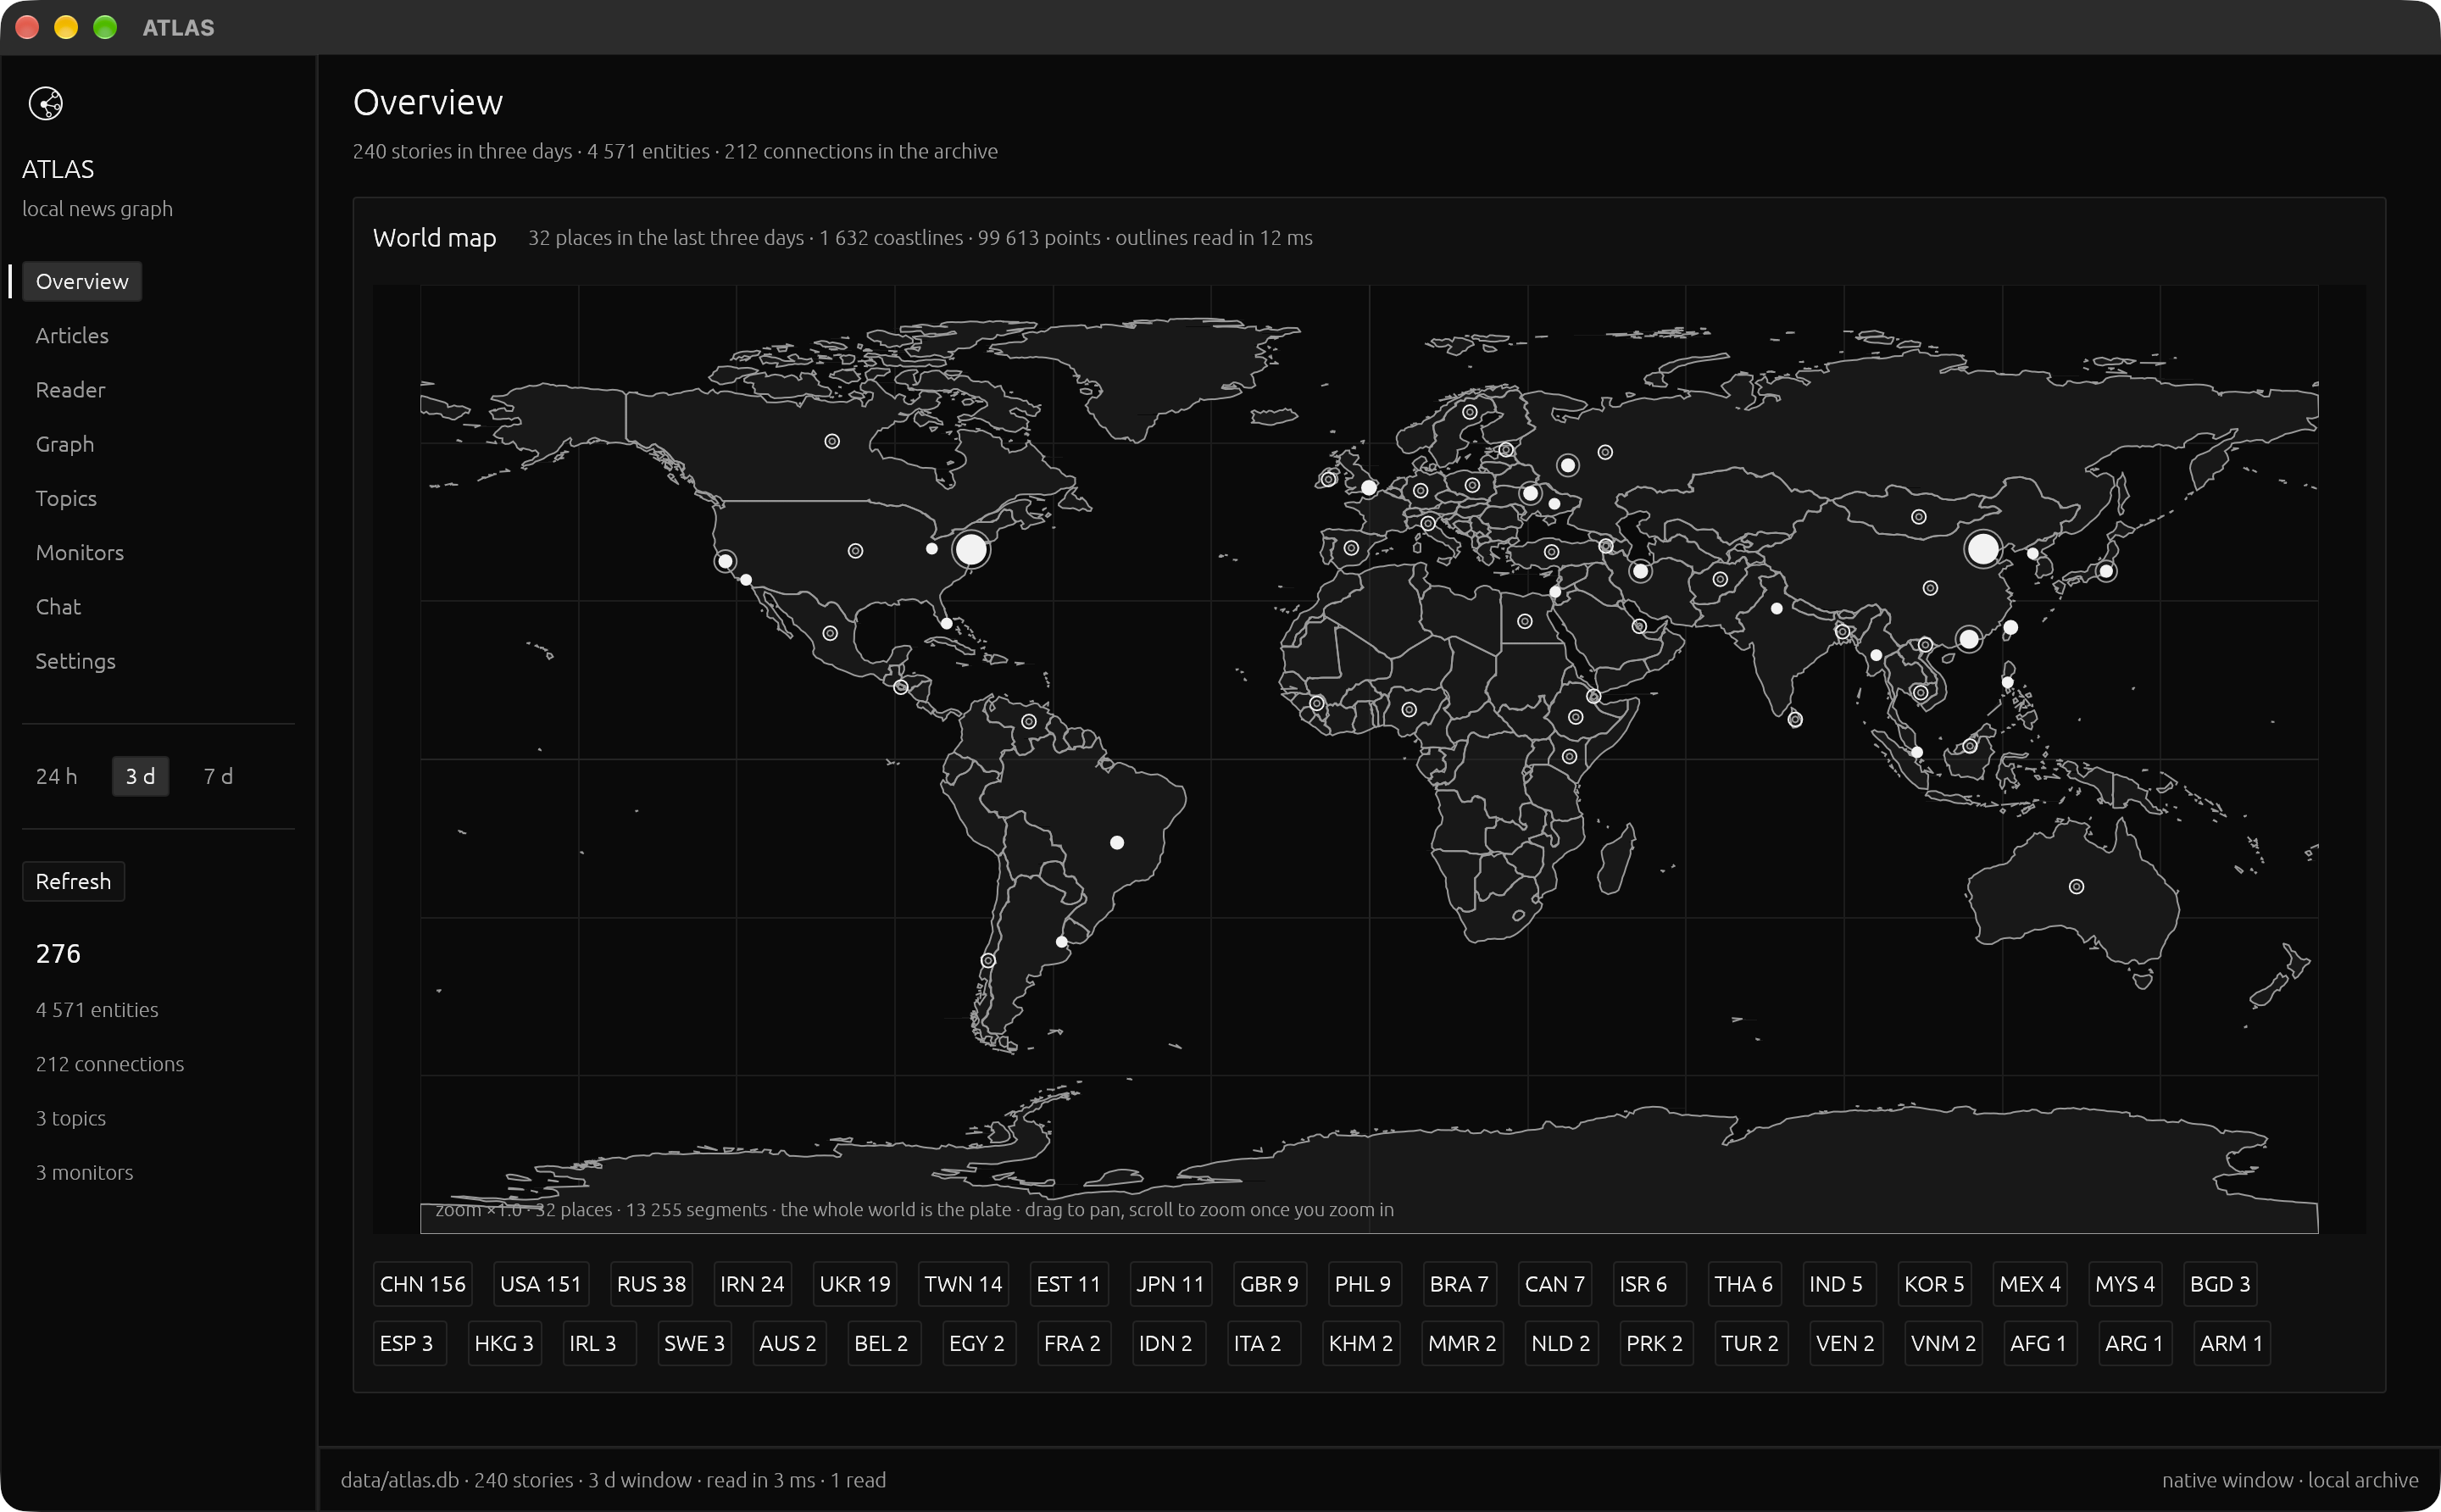 ATLAS
ATLAS
local news graph
Overview
Articles
Reader
Graph
Topics
Monitors
Chat
Settings
24 h 3 d 7 d
Refresh
276
4 571 entities
212 connections
3 topics
3 monitors
Overview
240 stories in three days · 4 571 entities · 212 connections in the archive
World map 32 places in the last three days · 1 632 coastlines · 99 613 points · outlines read in 12 ms
zoom ×1.0 · 32 places · 13 255 segments · the whole world is the plate · drag to pan, scroll to zoom once you zoom in
CHN 156 USA 151 RUS 38 IRN 24 UKR 19 TWN 14 EST 11 JPN 11 GBR 9 PHL 9 BRA 7 CAN 7 ISR 6 THA 6 IND 5 KOR 5 MEX 4 MYS 4 BGD 3
ESP 3 HKG 3 IRL 3 SWE 3 AUS 2 BEL 2 EGY 2 FRA 2 IDN 2 ITA 2 KHM 2 MMR 2 NLD 2 PRK 2 TUR 2 VEN 2 VNM 2 AFG 1 ARG 1 ARM 1
data/atlas.db · 240 stories · 3 d window · read in 3 ms · 1 read native window · local archive